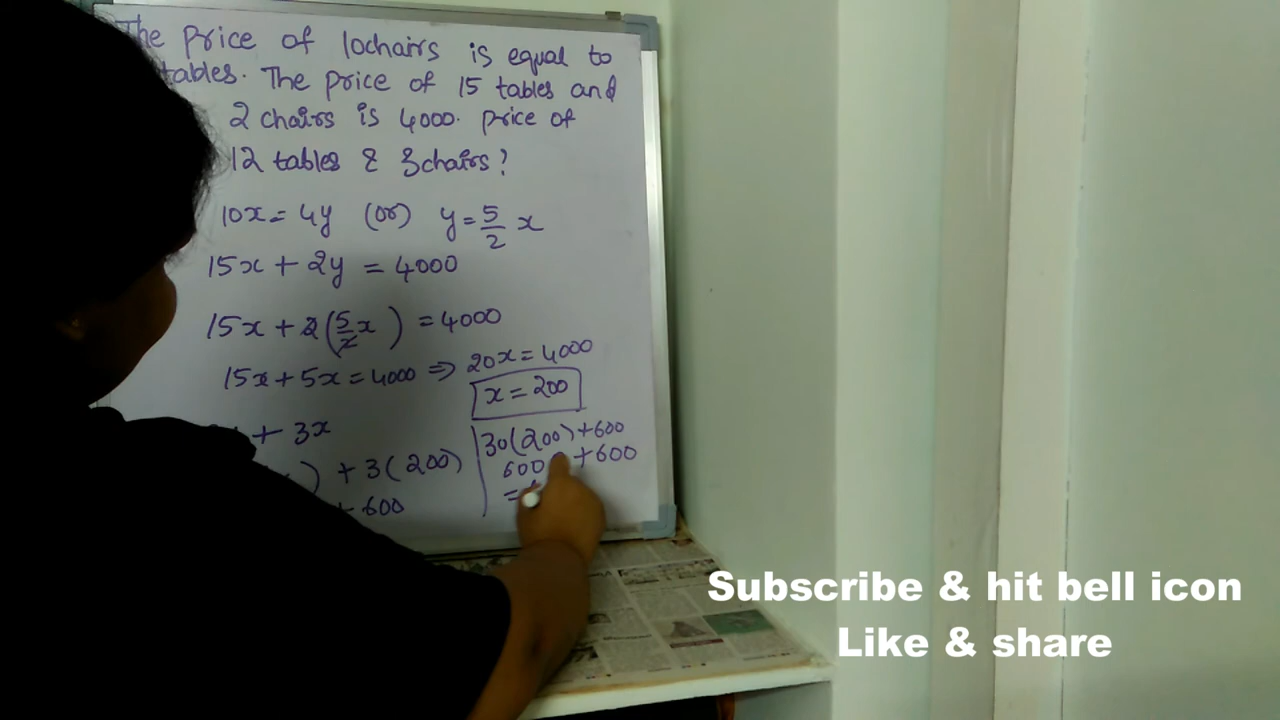 The price of 10chairs is equal to
tables. The price of 15 tables and
2 chairs is 4000. price of
12 tables & 3chairs?
10x = 4y (or) y = 5/2 x
15x + 2y = 4000
15x + 2(5/2 x) = 4000
15x + 5x = 4000 ⇒ 20x = 4000
x = 200
+ 3x
) + 3(200)
+ 600
30(200) + 600
600 + 600
=
Subscribe & hit bell icon
Like & share